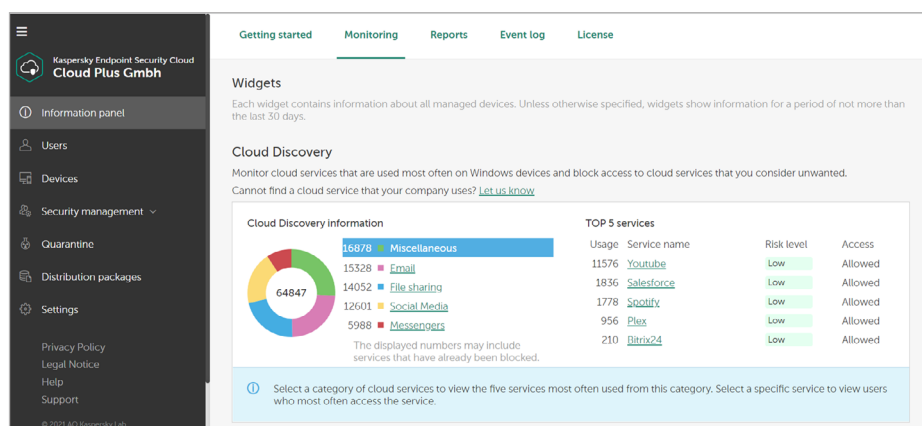 Kaspersky Endpoint Security Cloud
Cloud Plus Gmbh
Information panel
Users
Devices
Security management
Quarantine
Distribution packages
Settings
Privacy Policy
Legal Notice
Help
Support
© 2021 AO Kaspersky Lab
Getting started Monitoring Reports Event log License
Widgets
Each widget contains information about all managed devices. Unless otherwise specified, widgets show information for a period of not more than
the last 30 days.
Cloud Discovery
Monitor cloud services that are used most often on Windows devices and block access to cloud services that you consider unwanted.
Cannot find a cloud service that your company uses? Let us know
Cloud Discovery information
64847
16878 Miscellaneous
15328 Email
14052 File sharing
12601 Social Media
5988 Messengers
The displayed numbers may include
services that have already been blocked.
TOP 5 services
Usage Service name Risk level Access
11576 Youtube Low Allowed
1836 Salesforce Low Allowed
1778 Spotify Low Allowed
956 Plex Low Allowed
210 Bitrix24 Low Allowed
Select a category of cloud services to view the five services most often used from this category. Select a specific service to view users
who most often access the service.